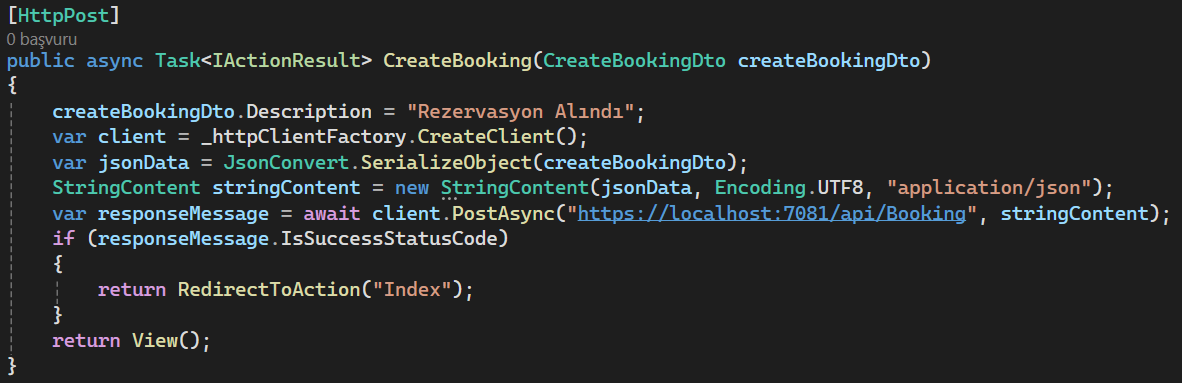 [HttpPost]
0 başvuru
public async Task<IActionResult> CreateBooking(CreateBookingDto createBookingDto)
{
createBookingDto.Description = "Rezervasyon Alındı";
var client = _httpClientFactory.CreateClient();
var jsonData = JsonConvert.SerializeObject(createBookingDto);
StringContent stringContent = new StringContent(jsonData, Encoding.UTF8, "application/json");
var responseMessage = await client.PostAsync("https://localhost:7081/api/Booking", stringContent);
if (responseMessage.IsSuccessStatusCode)
{
return RedirectToAction("Index");
}
return View();
}